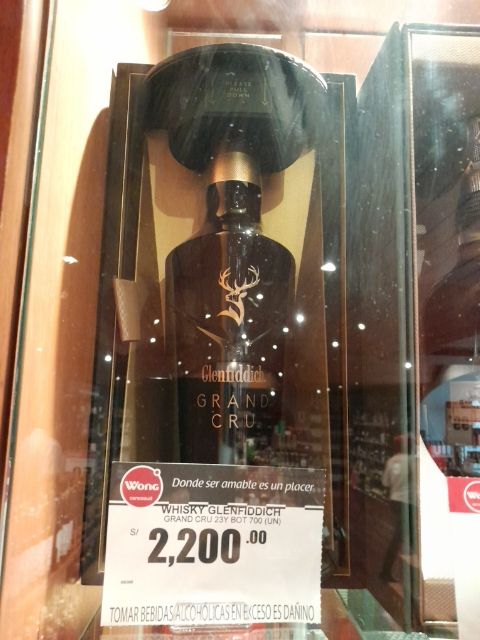 PLEASE
PULL
DOWN
Glenfiddich
GRAND
CRU
Wong
cencosud
Donde ser amable es un placer
WHISKY GLENFIDDICH
GRAND CRU 23Y BOT 700 (UN)
S/ 2,200.00
TOMAR BEBIDAS ALCOHÓLICAS EN EXCESO ES DAÑINO